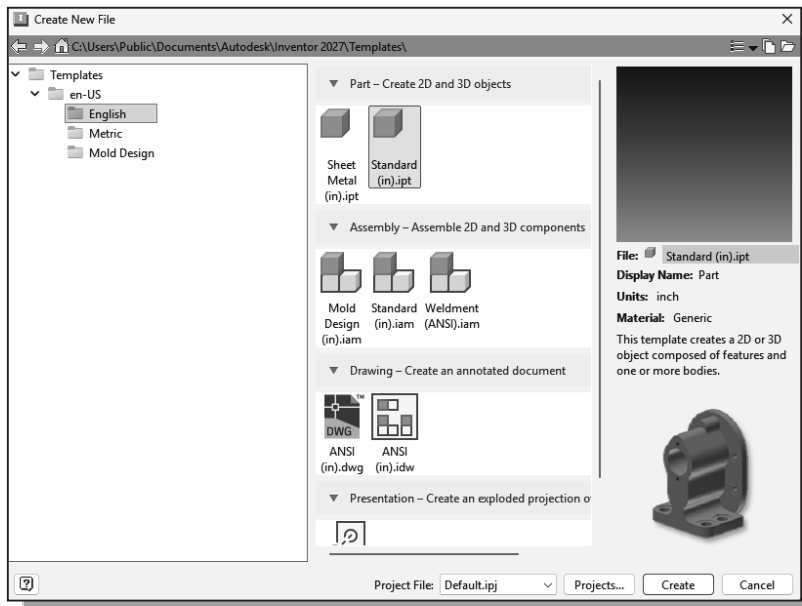 Create New File
C:\Users\Public\Documents\Autodesk\Inventor 2027\Templates\
Templates
en-US
English
Metric
Mold Design
Part – Create 2D and 3D objects
Sheet
Metal
(in).ipt
Standard
(in).ipt
Assembly – Assemble 2D and 3D components
Mold
Design
(in).iam
Standard
(in).iam
Weldment
(ANSI).iam
Drawing – Create an annotated document
DWG
TM
ANSI
(in).dwg
ANSI
(in).idw
Presentation – Create an exploded projection o
File: Standard (in).ipt
Display Name: Part
Units: inch
Material: Generic
This template creates a 2D or 3D
object composed of features and
one or more bodies.
?
Project File: Default.ipj
Projects...
Create
Cancel